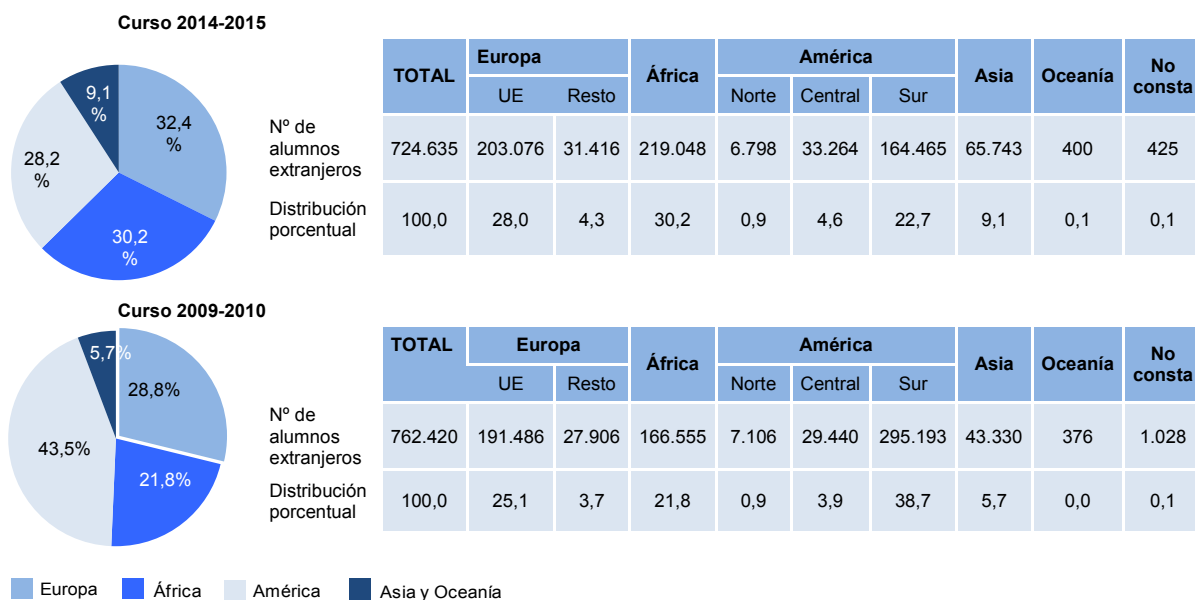 Curso 2014-2015
9,1
%
32,4
%
28,2
%
30,2
%
TOTAL Europa África América Asia Oceanía No consta
UE Resto Norte Central Sur
Nº de alumnos extranjeros 724.635 203.076 31.416 219.048 6.798 33.264 164.465 65.743 400 425
Distribución porcentual 100,0 28,0 4,3 30,2 0,9 4,6 22,7 9,1 0,1 0,1
Curso 2009-2010
5,7%
28,8%
43,5%
21,8%
TOTAL Europa África América Asia Oceanía No consta
UE Resto Norte Central Sur
Nº de alumnos extranjeros 762.420 191.486 27.906 166.555 7.106 29.440 295.193 43.330 376 1.028
Distribución porcentual 100,0 25,1 3,7 21,8 0,9 3,9 38,7 5,7 0,0 0,1
Europa África América Asia y Oceanía